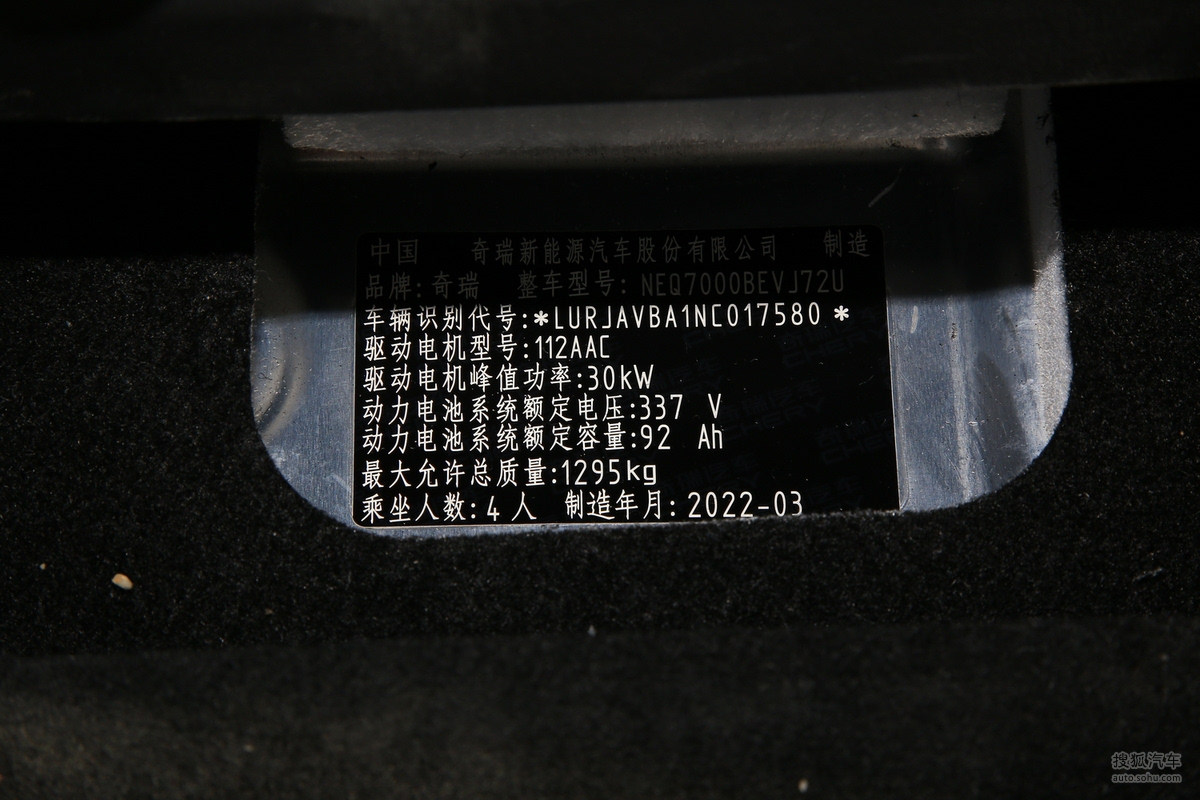 中国 奇瑞新能源汽车股份有限公司 制造
品牌:奇瑞 整车型号:NEQ7000BEVJ72U
车辆识别代号:*LURJAVBA1NC017580*
驱动电机型号:112AAC
驱动电机峰值功率:30kW
动力电池系统额定电压:337 V
动力电池系统额定容量:92 Ah
最大允许总质量:1295kg
乘坐人数:4人 制造年月:2022-03
搜狐汽车
auto.sohu.com